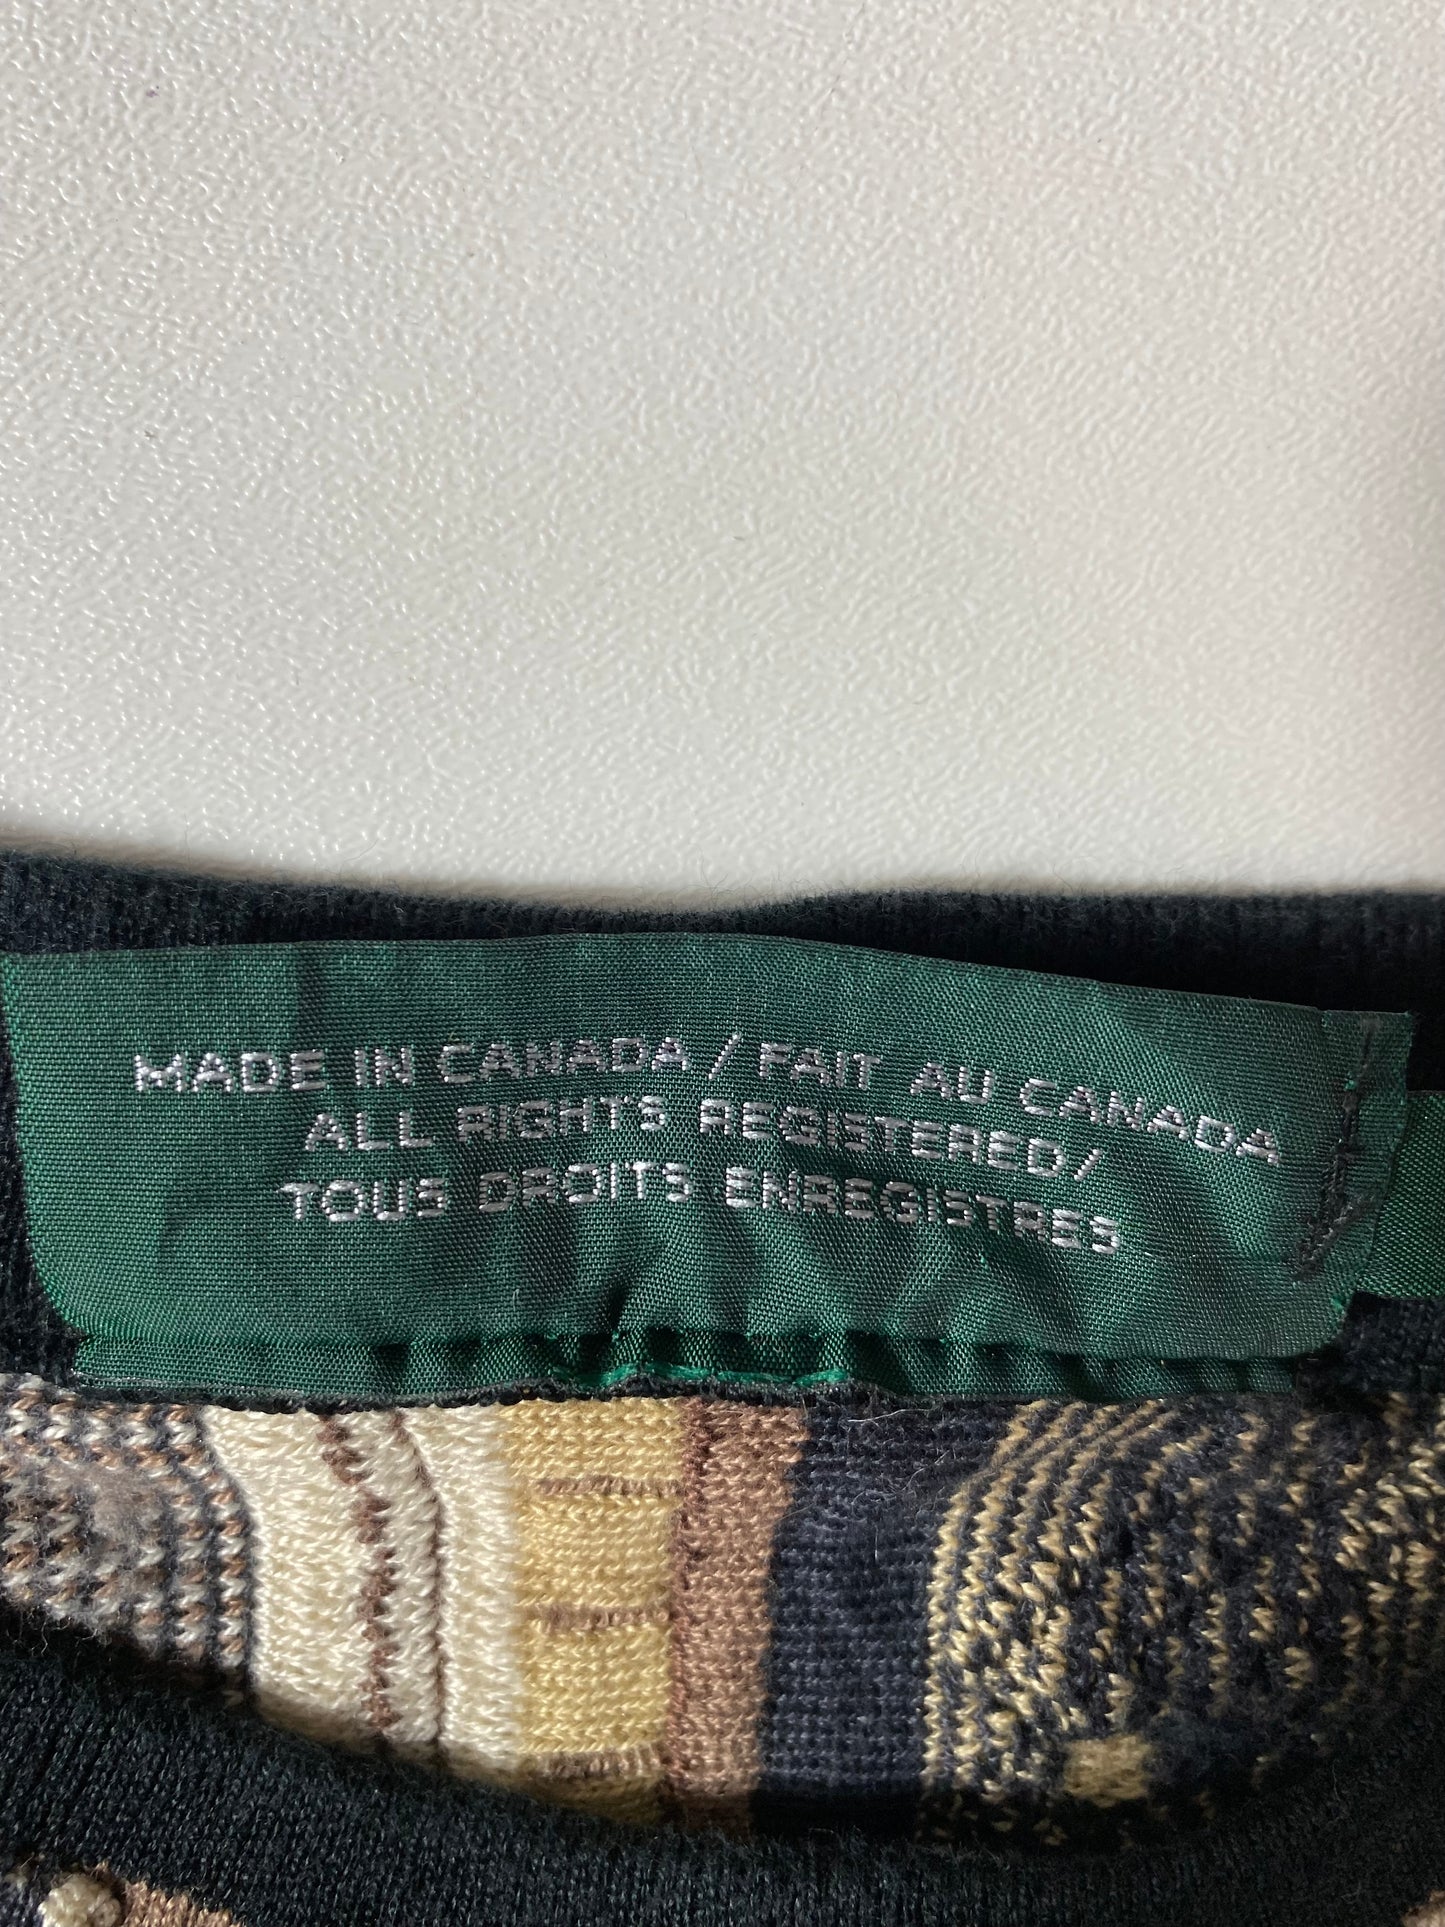 MADE IN CANADA / FAIT AU CANADA
ALL RIGHTS REGISTERED/
TOUS DROITS ENREGISTRES